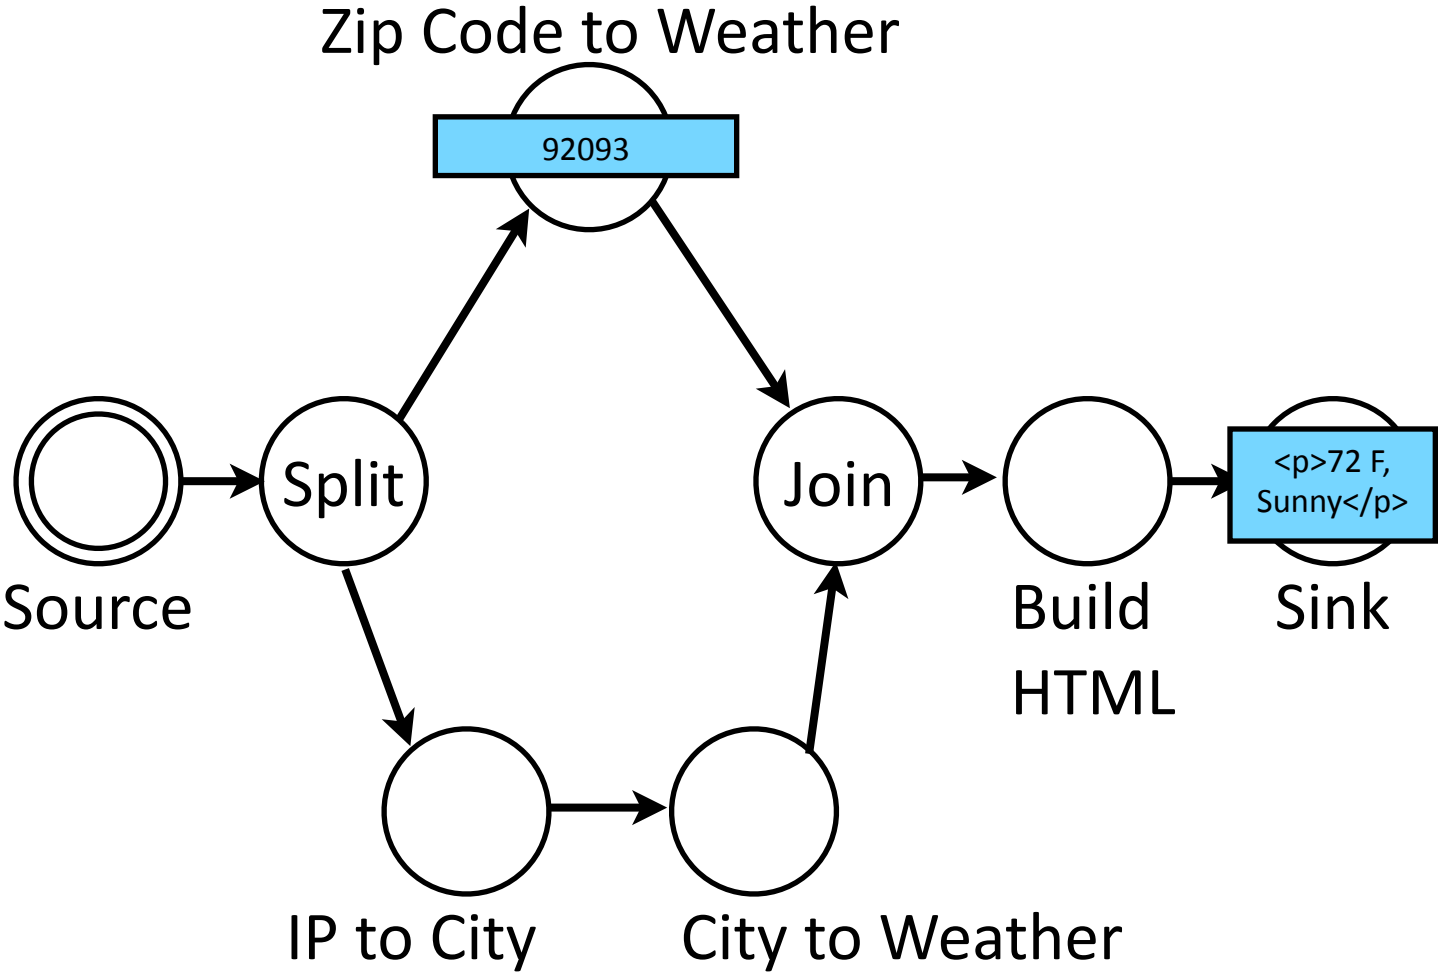 Zip Code to Weather
92093
Split
Join
<p>72 F,
Sunny</p>
Source
Build
HTML
Sink
IP to City
City to Weather